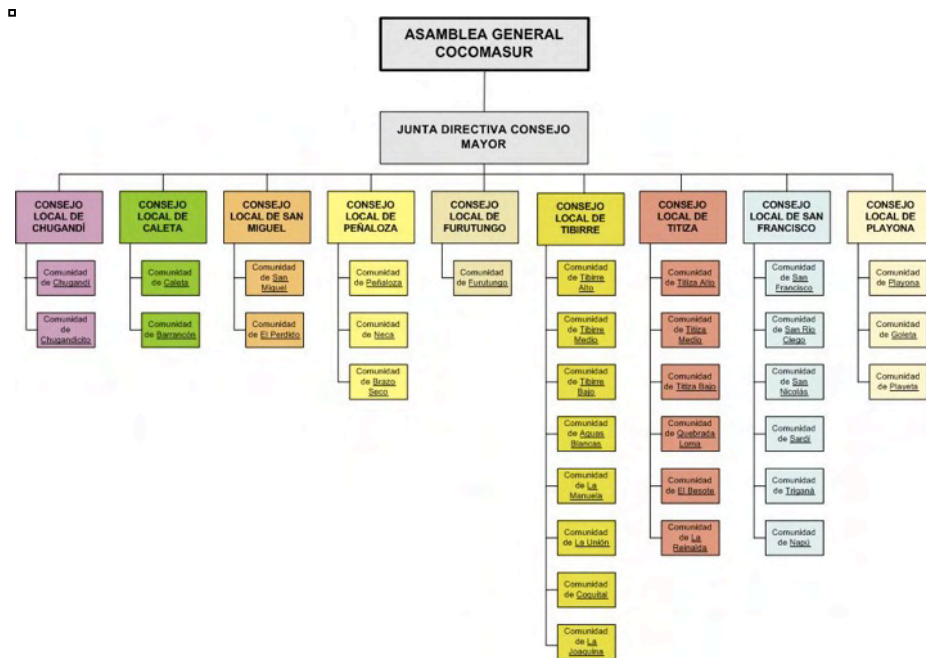 ASAMBLEA GENERAL
COCOMASUR
JUNTA DIRECTIVA CONSEJO
MAYOR
CONSEJO
LOCAL DE
CHUGANDÍ
Comunidad
de Chugandí
Comunidad
de
Chugandicito
CONSEJO
LOCAL DE
CALETA
Comunidad
de Caleta
Comunidad
de Barrancón
CONSEJO
LOCAL DE SAN
MIGUEL
Comunidad
de San
Miguel
Comunidad
de El Perdido
CONSEJO
LOCAL DE
PEÑALOZA
Comunidad
de Peñaloza
Comunidad
de Neca
Comunidad
de Brazo
Seco
CONSEJO
LOCAL DE
FURUTUNGO
Comunidad
de Furutungo
CONSEJO
LOCAL DE
TIBIRRE
Comunidad
de Tibirre
Alto
Comunidad
de Tibirre
Medio
Comunidad
de Tibirre
Bajo
Comunidad
de Aguas
Blancas
Comunidad
de La
Manuela
Comunidad
de La Unión
Comunidad
de Coquital
Comunidad
de La
Joaquina
CONSEJO
LOCAL DE
TITIZA
Comunidad
de Titiza Alto
Comunidad
de Titiza
Medio
Comunidad
de Titiza Bajo
Comunidad
de Quebrada
Loma
Comunidad
de El Besote
Comunidad
de La
Reinalda
CONSEJO
LOCAL DE SAN
FRANCISCO
Comunidad
de San
Francisco
Comunidad
de San Río
Ciego
Comunidad
de San
Nicolás
Comunidad
de Sardí
Comunidad
de Triganá
Comunidad
de Napú
CONSEJO
LOCAL DE
PLAYONA
Comunidad
de Playona
Comunidad
de Goleta
Comunidad
de Playeta